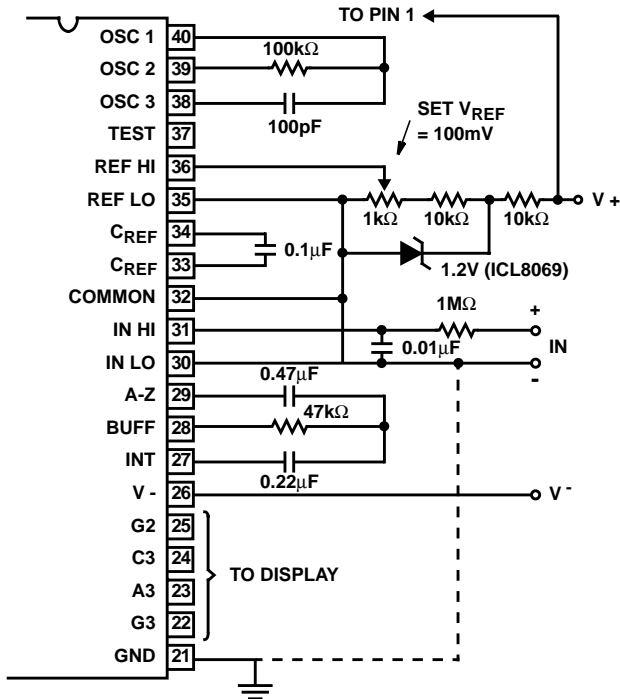 TO PIN 1
OSC 1 40
100kΩ
OSC 2 39
OSC 3 38
100pF
TEST 37
SET VREF
= 100mV
REF HI 36
REF LO 35
V +
1kΩ 10kΩ 10kΩ
CREF 34
0.1µF
CREF 33
1.2V (ICL8069)
COMMON 32
1MΩ
IN HI 31
+
0.01µF
IN
IN LO 30
-
0.47µF
A-Z 29
47kΩ
BUFF 28
INT 27
0.22µF
V - 26
V -
G2 25
C3 24
TO DISPLAY
A3 23
G3 22
GND 21